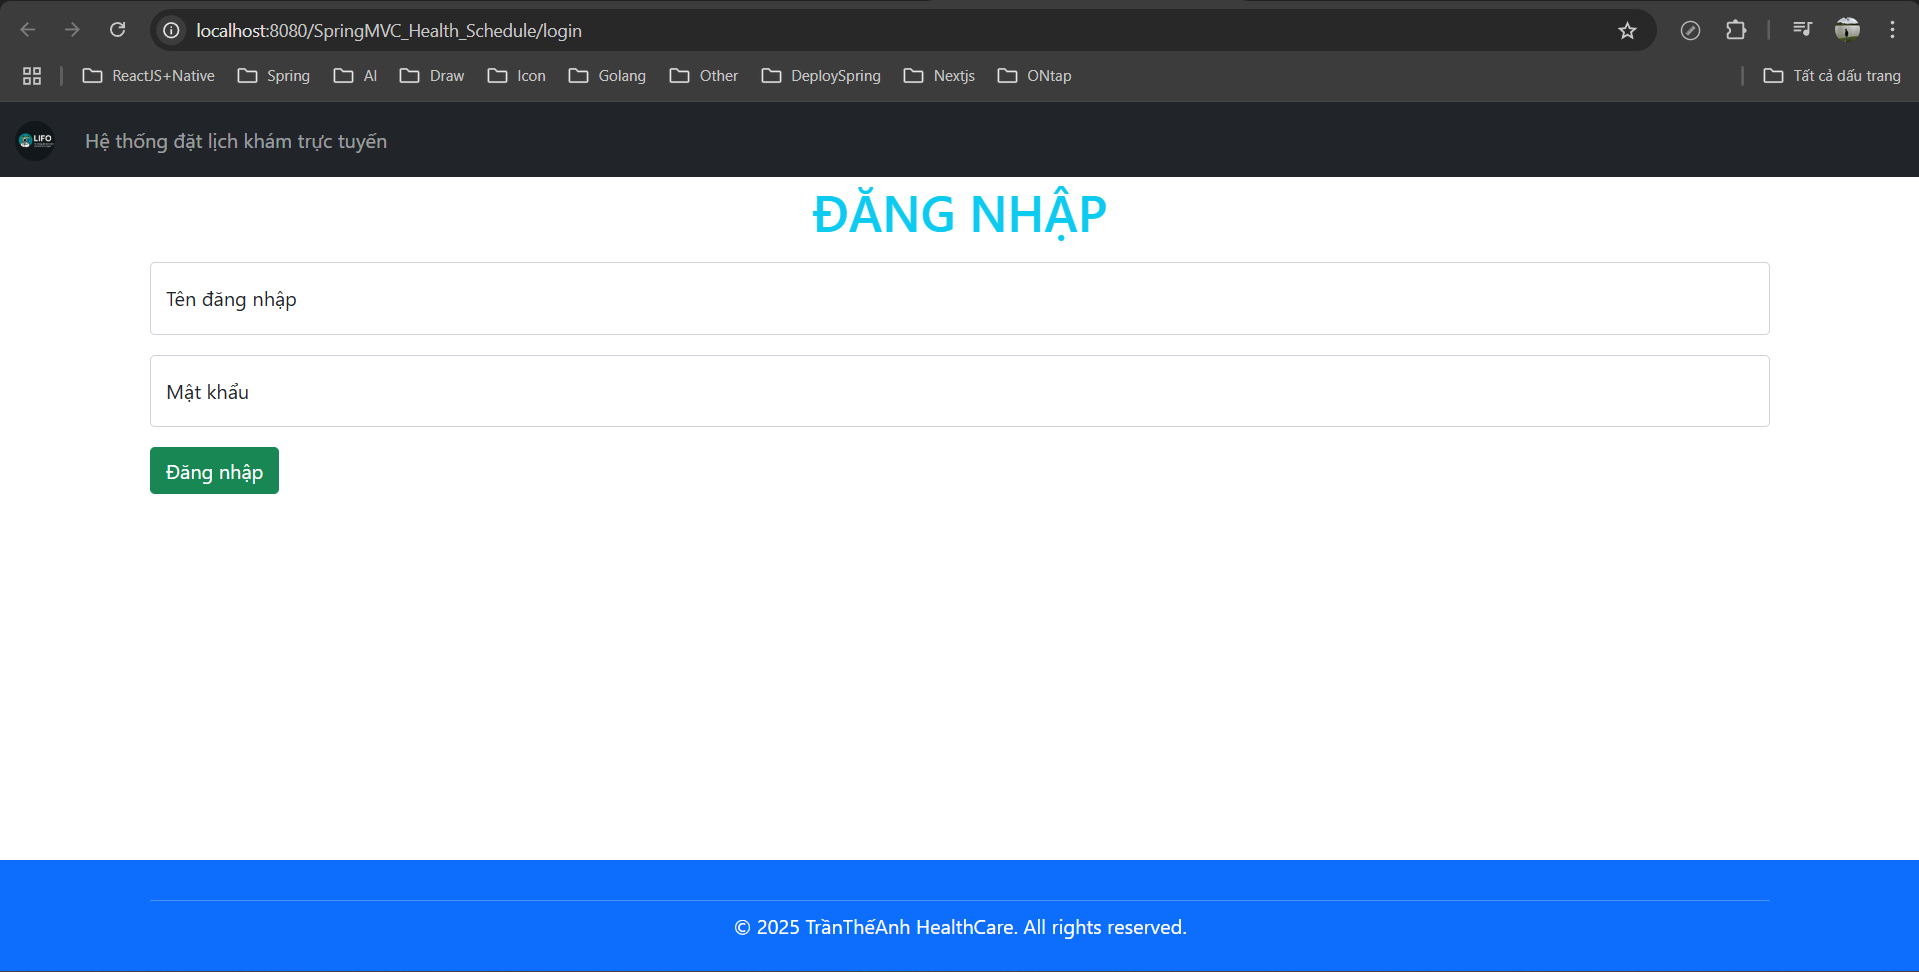 localhost:8080/SpringMVC_Health_Schedule/login
ReactJS+Native Spring AI Draw Icon Golang Other DeploySpring Nextjs ONtap Tất cả dấu trang
LIFO Hệ thống đặt lịch khám trực tuyến
ĐĂNG NHẬP
Tên đăng nhập
Mật khẩu
Đăng nhập
© 2025 TrầnThếAnh HealthCare. All rights reserved.